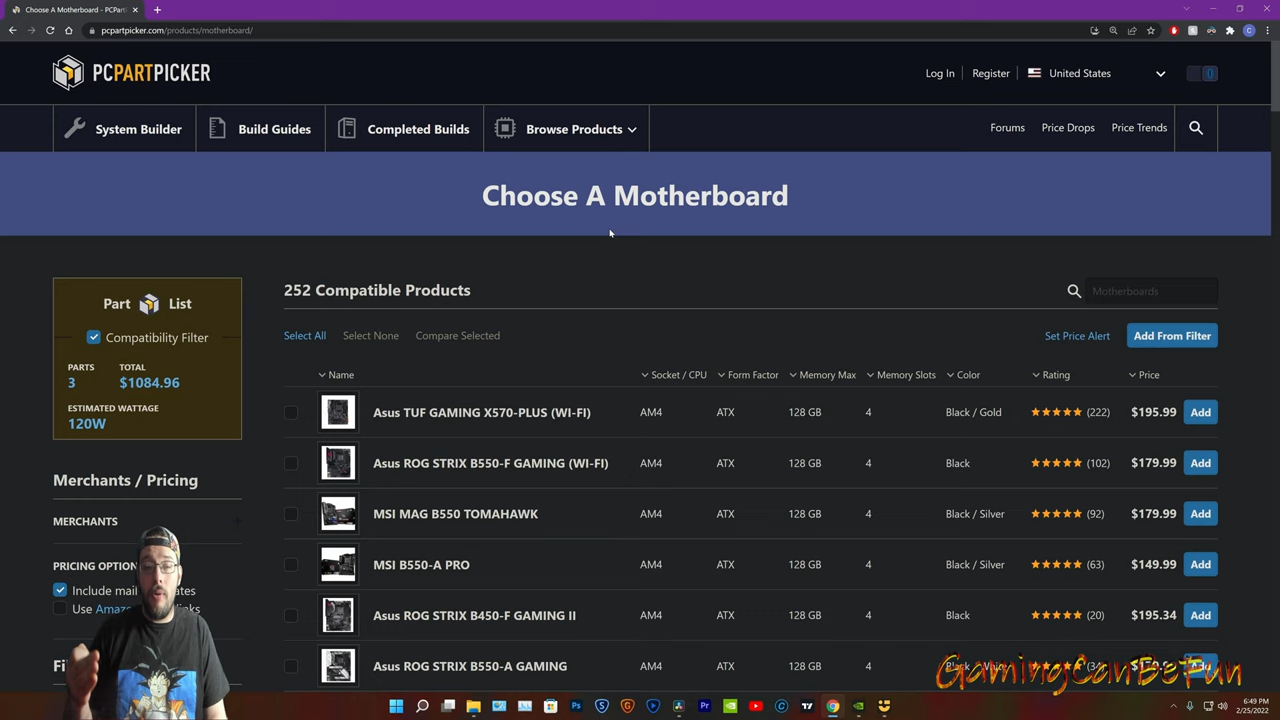 Choose A Motherboard - PCPart
pcpartpicker.com/products/motherboard/
PCPARTPICKER
Log In
Register
United States
0
System Builder
Build Guides
Completed Builds
Browse Products
Forums
Price Drops
Price Trends
Choose A Motherboard
Part List
Compatibility Filter
PARTS TOTAL
3 $1084.96
ESTIMATED WATTAGE
120W
Merchants / Pricing
MERCHANTS
PRICING OPTION
Include mail
Use Amaz
252 Compatible Products
Motherboards
Select All Select None Compare Selected
Set Price Alert
Add From Filter
Name Socket / CPU Form Factor Memory Max Memory Slots Color Rating Price
Asus TUF GAMING X570-PLUS (WI-FI) AM4 ATX 128 GB 4 Black / Gold (222) $195.99 Add
Asus ROG STRIX B550-F GAMING (WI-FI) AM4 ATX 128 GB 4 Black (102) $179.99 Add
MSI MAG B550 TOMAHAWK AM4 ATX 128 GB 4 Black / Silver (92) $179.99 Add
MSI B550-A PRO AM4 ATX 128 GB 4 Black / Silver (63) $149.99 Add
Asus ROG STRIX B450-F GAMING II AM4 ATX 128 GB 4 Black (20) $195.34 Add
Asus ROG STRIX B550-A GAMING AM4 ATX 128 GB 4
GamingCanBeFun
6:49 PM
2/25/2022